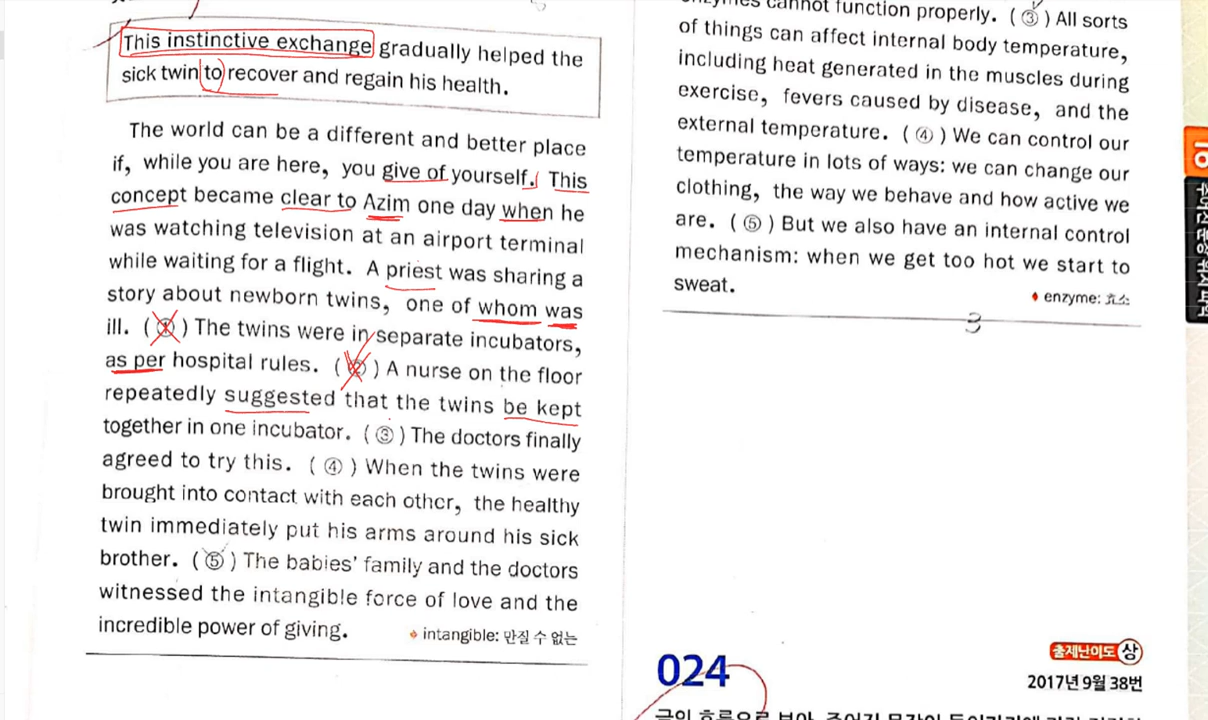 This instinctive exchange gradually helped the
sick twin to recover and regain his health.
The world can be a different and better place
if, while you are here, you give of yourself. This
concept became clear to Azim one day when he
was watching television at an airport terminal
while waiting for a flight. A priest was sharing a
story about newborn twins, one of whom was
ill. ( ① ) The twins were in separate incubators,
as per hospital rules. ( ② ) A nurse on the floor
repeatedly suggested that the twins be kept
together in one incubator. ( ③ ) The doctors finally
agreed to try this. ( ④ ) When the twins were
brought into contact with each other, the healthy
twin immediately put his arms around his sick
brother. ( ⑤ ) The babies' family and the doctors
witnessed the intangible force of love and the
incredible power of giving.
intangible: 만질 수 없는
cannot function properly. ( ③ ) All sorts
of things can affect internal body temperature,
including heat generated in the muscles during
exercise, fevers caused by disease, and the
external temperature. ( ④ ) We can control our
temperature in lots of ways: we can change our
clothing, the way we behave and how active we
are. ( ⑤ ) But we also have an internal control
mechanism: when we get too hot we start to
sweat.
enzyme: 효소
3
024
출제난이도 상
2017년 9월 38번